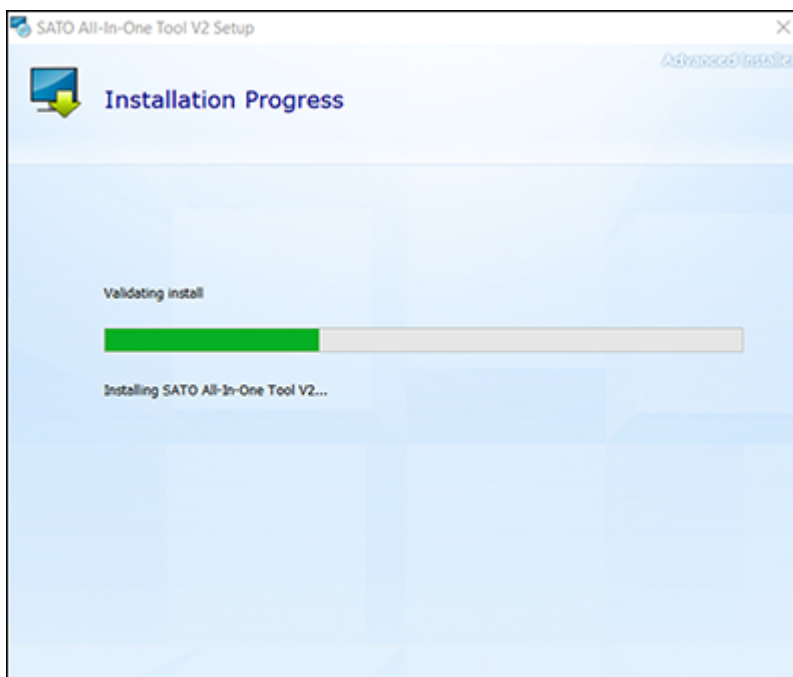 SATO All-In-One Tool V2 Setup
Advanced Installer
Installation Progress
Validating install
Installing SATO All-In-One Tool V2...